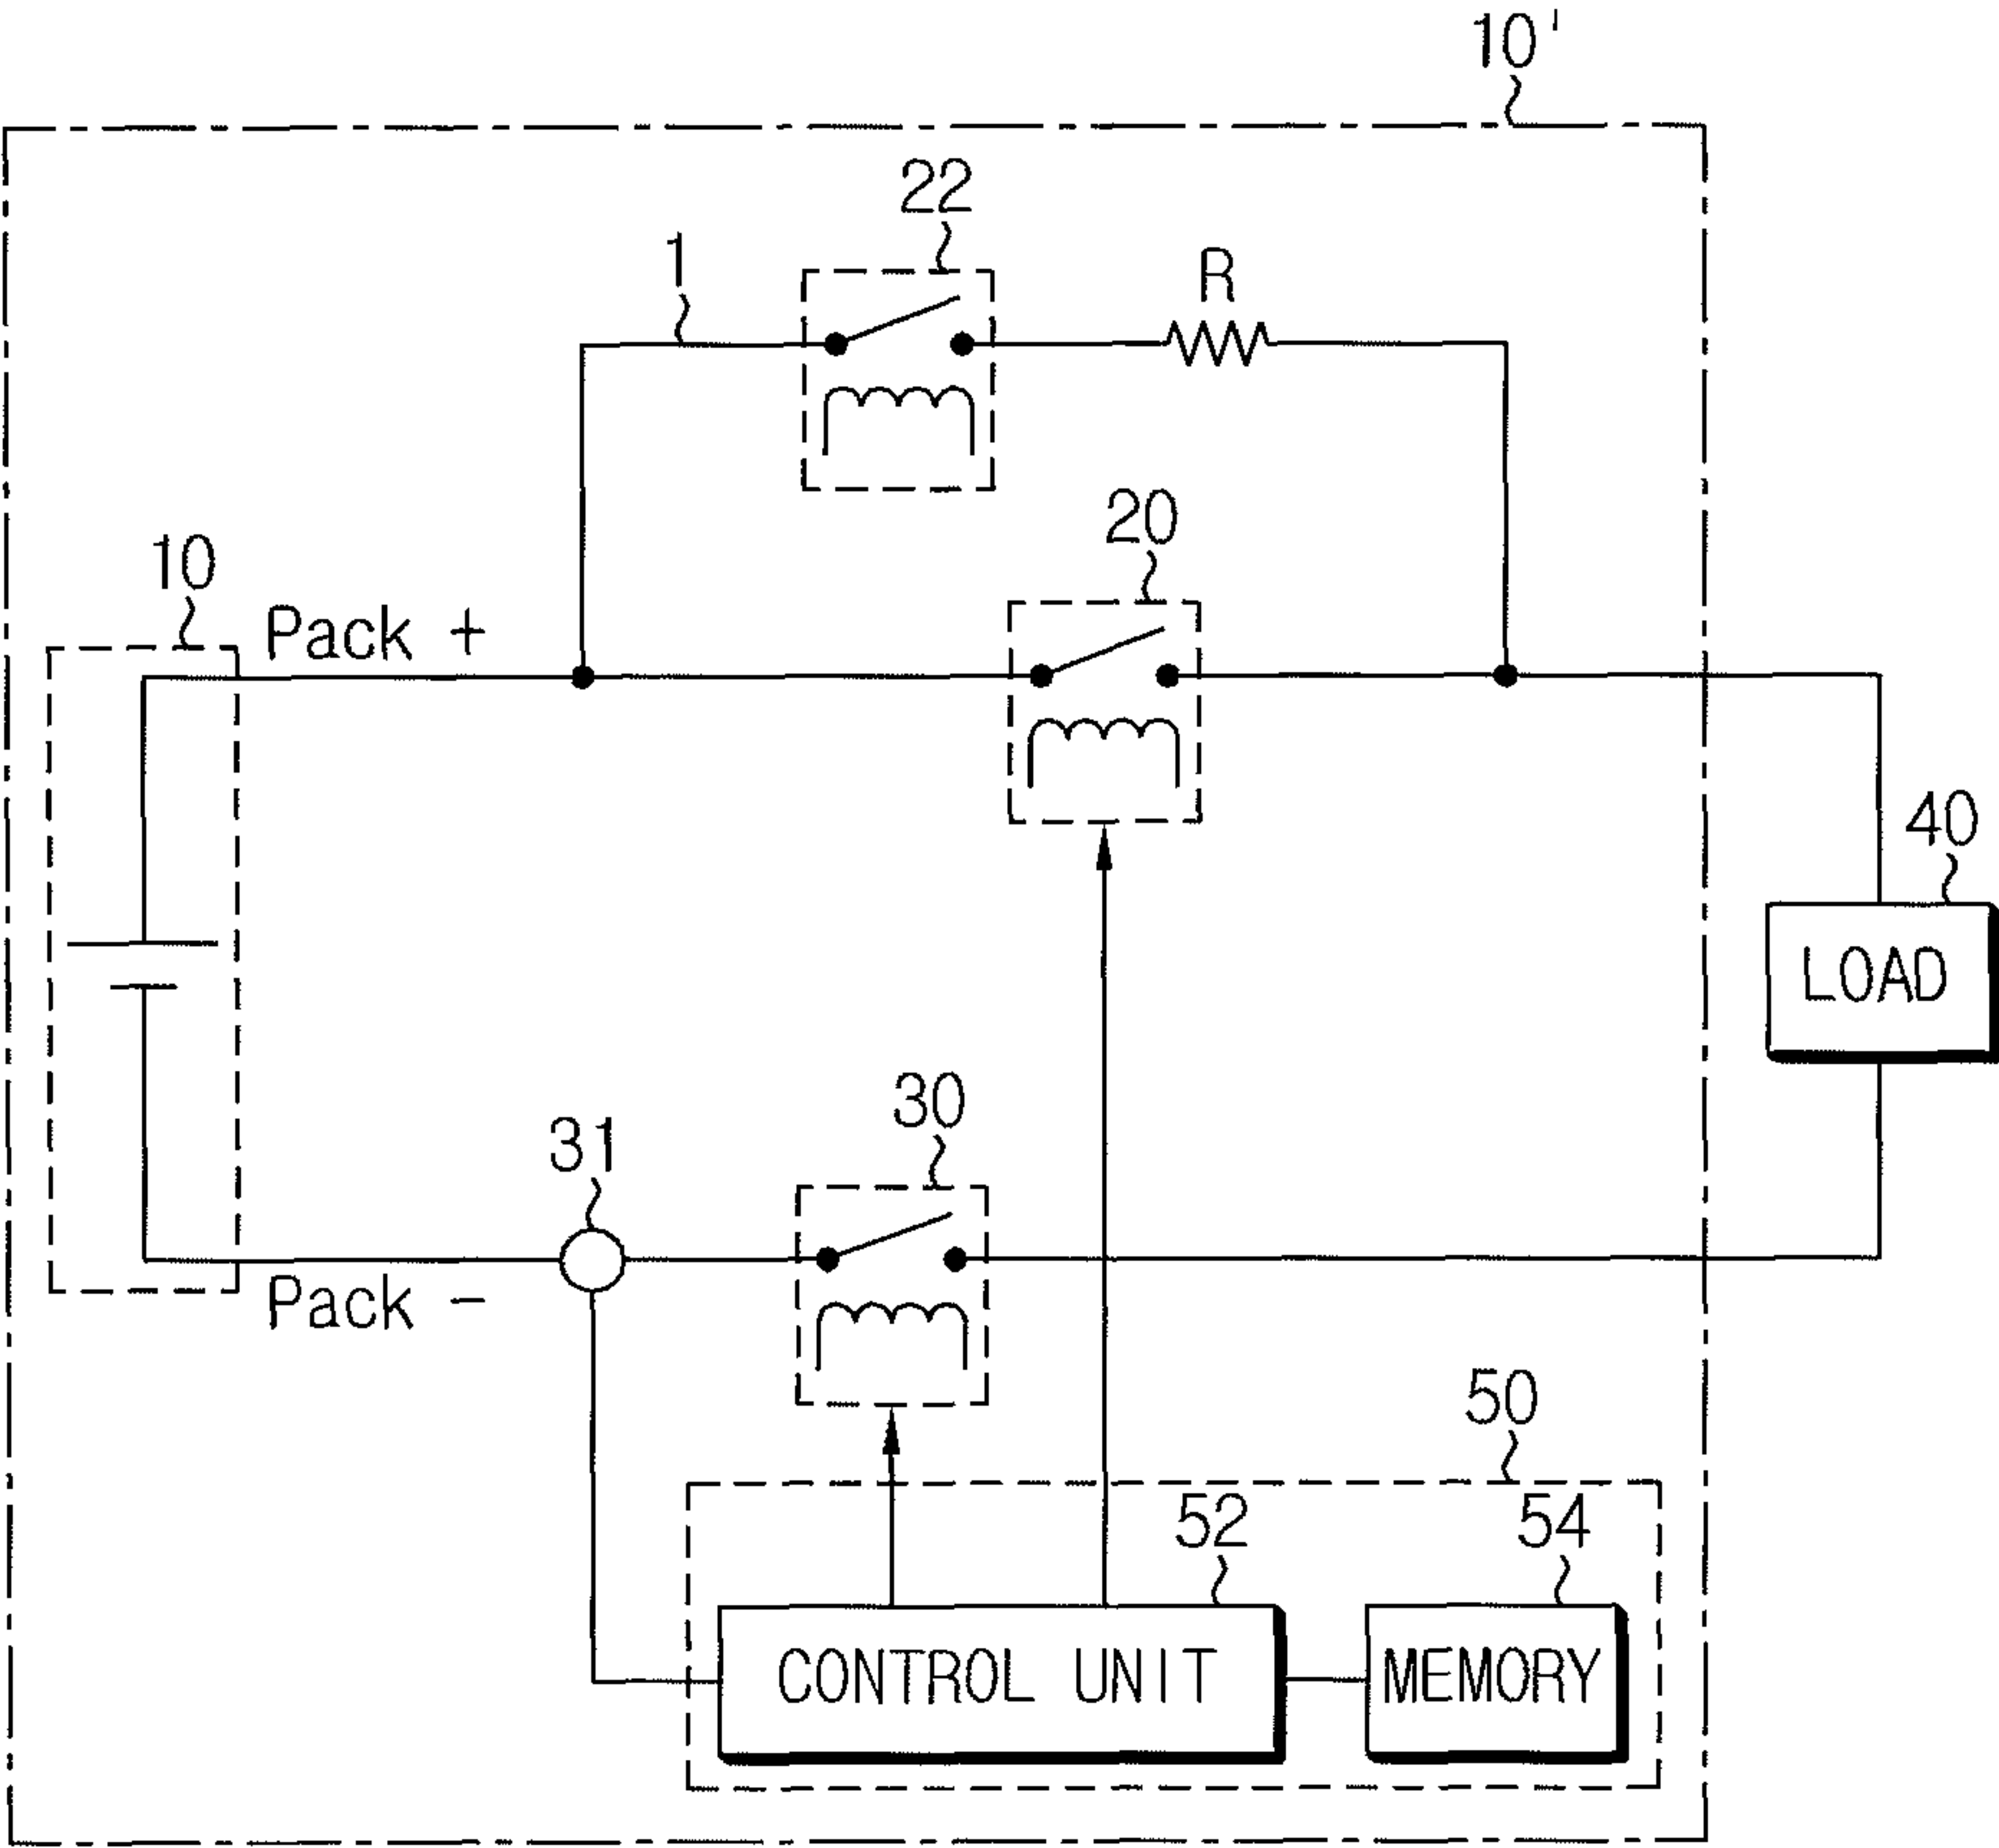 10'
22
1
R
20
10
Pack +
40
LOAD
30
31
Pack -
50
52
54
CONTROL UNIT
MEMORY